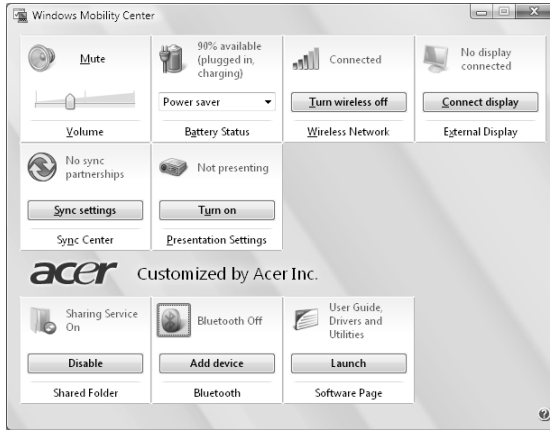 Windows Mobility Center
Mute
Volume
90% available
(plugged in,
charging)
Power saver
Battery Status
Connected
Turn wireless off
Wireless Network
No display
connected
Connect display
External Display
No sync
partnerships
Sync settings
Sync Center
Not presenting
Turn on
Presentation Settings
acer Customized by Acer Inc.
Sharing Service
On
Disable
Shared Folder
Bluetooth Off
Add device
Bluetooth
User Guide,
Drivers and
Utilities
Launch
Software Page